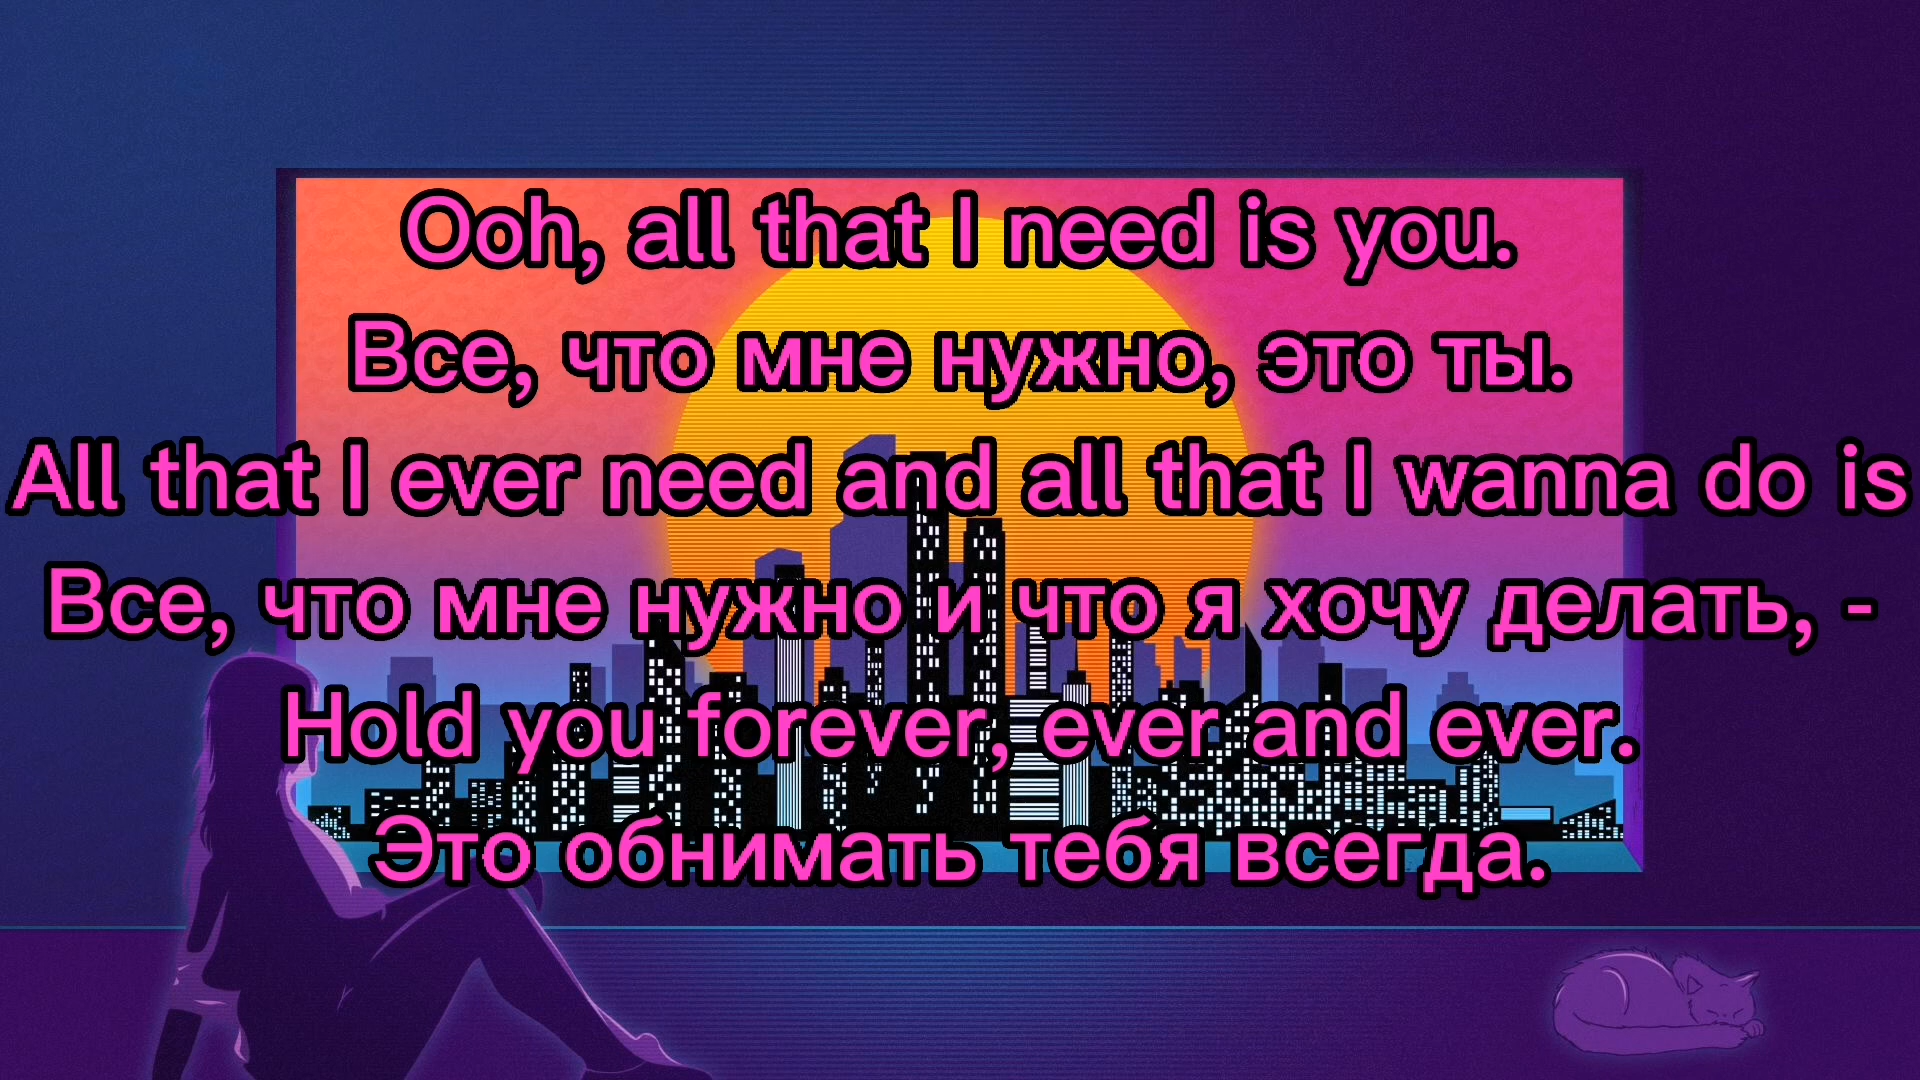 Ooh, all that I need is you.
Все, что мне нужно, это ты.
All that I ever need and all that I wanna do is
Все, что мне нужно и что я хочу делать, -
Hold you forever, ever and ever.
Это обнимать тебя всегда.